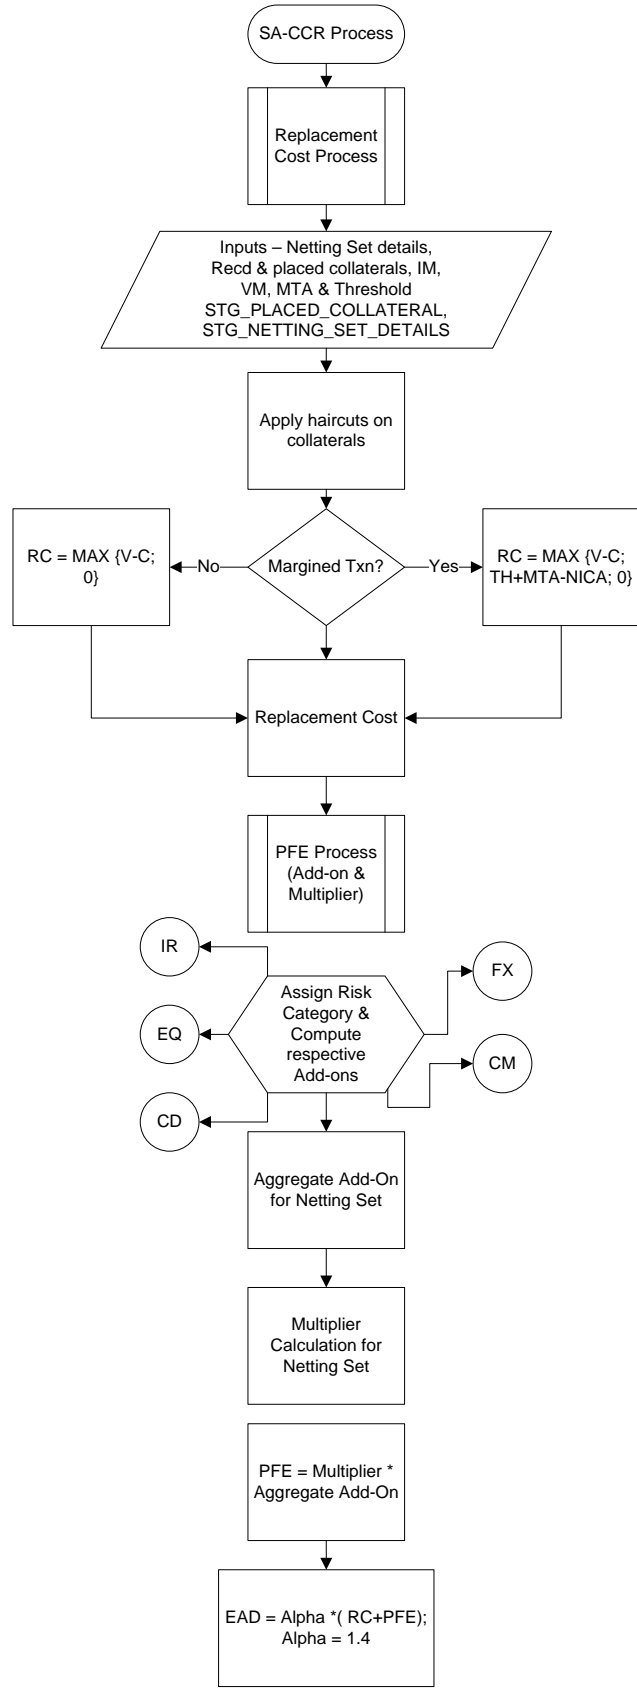 SA-CCR Process
Replacement
Cost Process
Inputs – Netting Set details,
Recd & placed collaterals, IM,
VM, MTA & Threshold
STG_PLACED_COLLATERAL,
STG_NETTING_SET_DETAILS
Apply haircuts on
collaterals
RC = MAX {V-C;
0}
No
Margined Txn?
Yes
RC = MAX {V-C;
TH+MTA-NICA; 0}
Replacement Cost
PFE Process
(Add-on &
Multiplier)
IR
EQ
CD
Assign Risk
Category &
Compute
respective
Add-ons
FX
CM
Aggregate Add-On
for Netting Set
Multiplier
Calculation for
Netting Set
PFE = Multiplier *
Aggregate Add-On
EAD = Alpha *( RC+PFE);
Alpha = 1.4